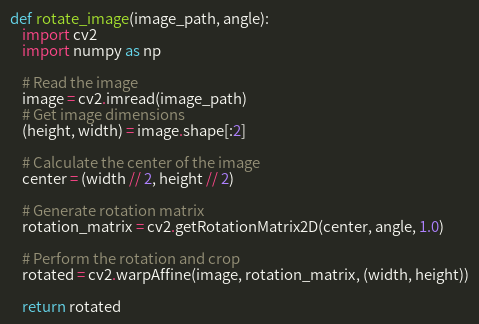 def rotate_image(image_path, angle):
import cv2
import numpy as np
# Read the image
image = cv2.imread(image_path)
# Get image dimensions
(height, width) = image.shape[:2]
# Calculate the center of the image
center = (width // 2, height // 2)
# Generate rotation matrix
rotation_matrix = cv2.getRotationMatrix2D(center, angle, 1.0)
# Perform the rotation and crop
rotated = cv2.warpAffine(image, rotation_matrix, (width, height))
return rotated